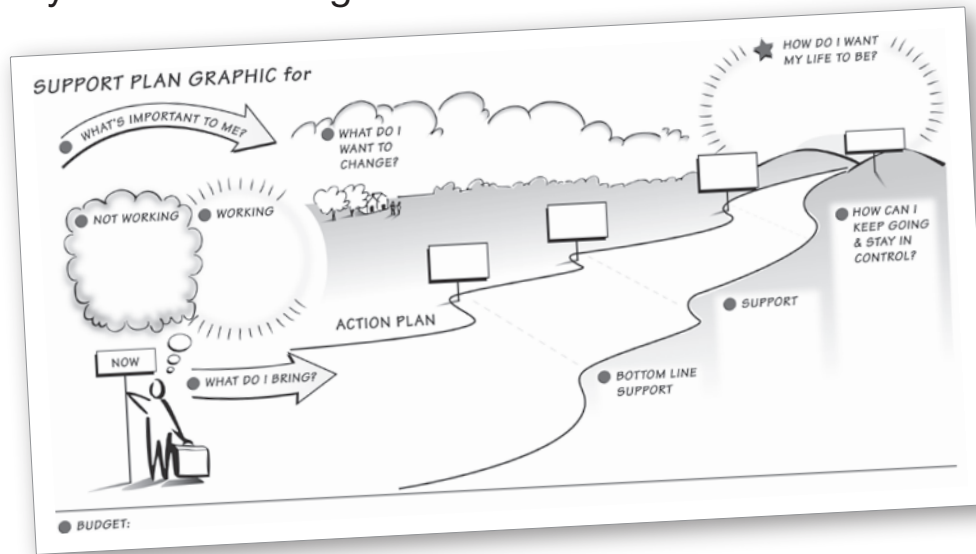 SUPPORT PLAN GRAPHIC for
WHAT'S IMPORTANT TO ME?
WHAT DO I
WANT TO
CHANGE?
HOW DO I WANT
MY LIFE TO BE?
NOT WORKING
WORKING
HOW CAN I
KEEP GOING
& STAY IN
CONTROL?
SUPPORT
ACTION PLAN
NOW
WHAT DO I BRING?
BOTTOM LINE
SUPPORT
BUDGET: